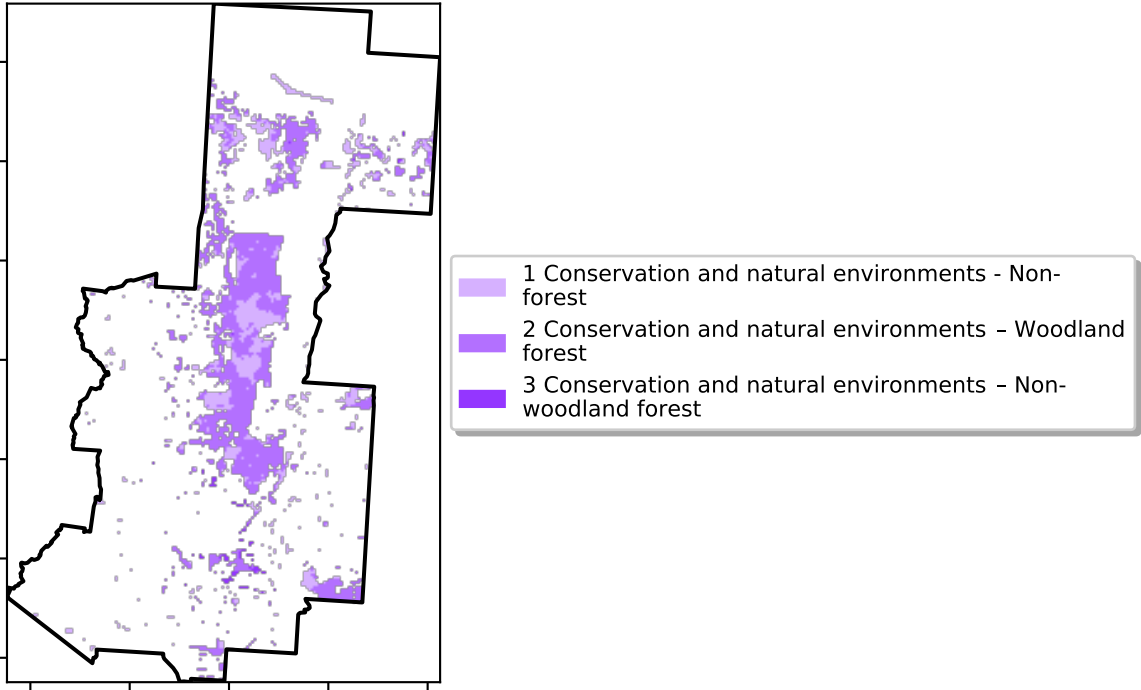 1 Conservation and natural environments - Non-
forest
2 Conservation and natural environments – Woodland
forest
3 Conservation and natural environments – Non-
woodland forest